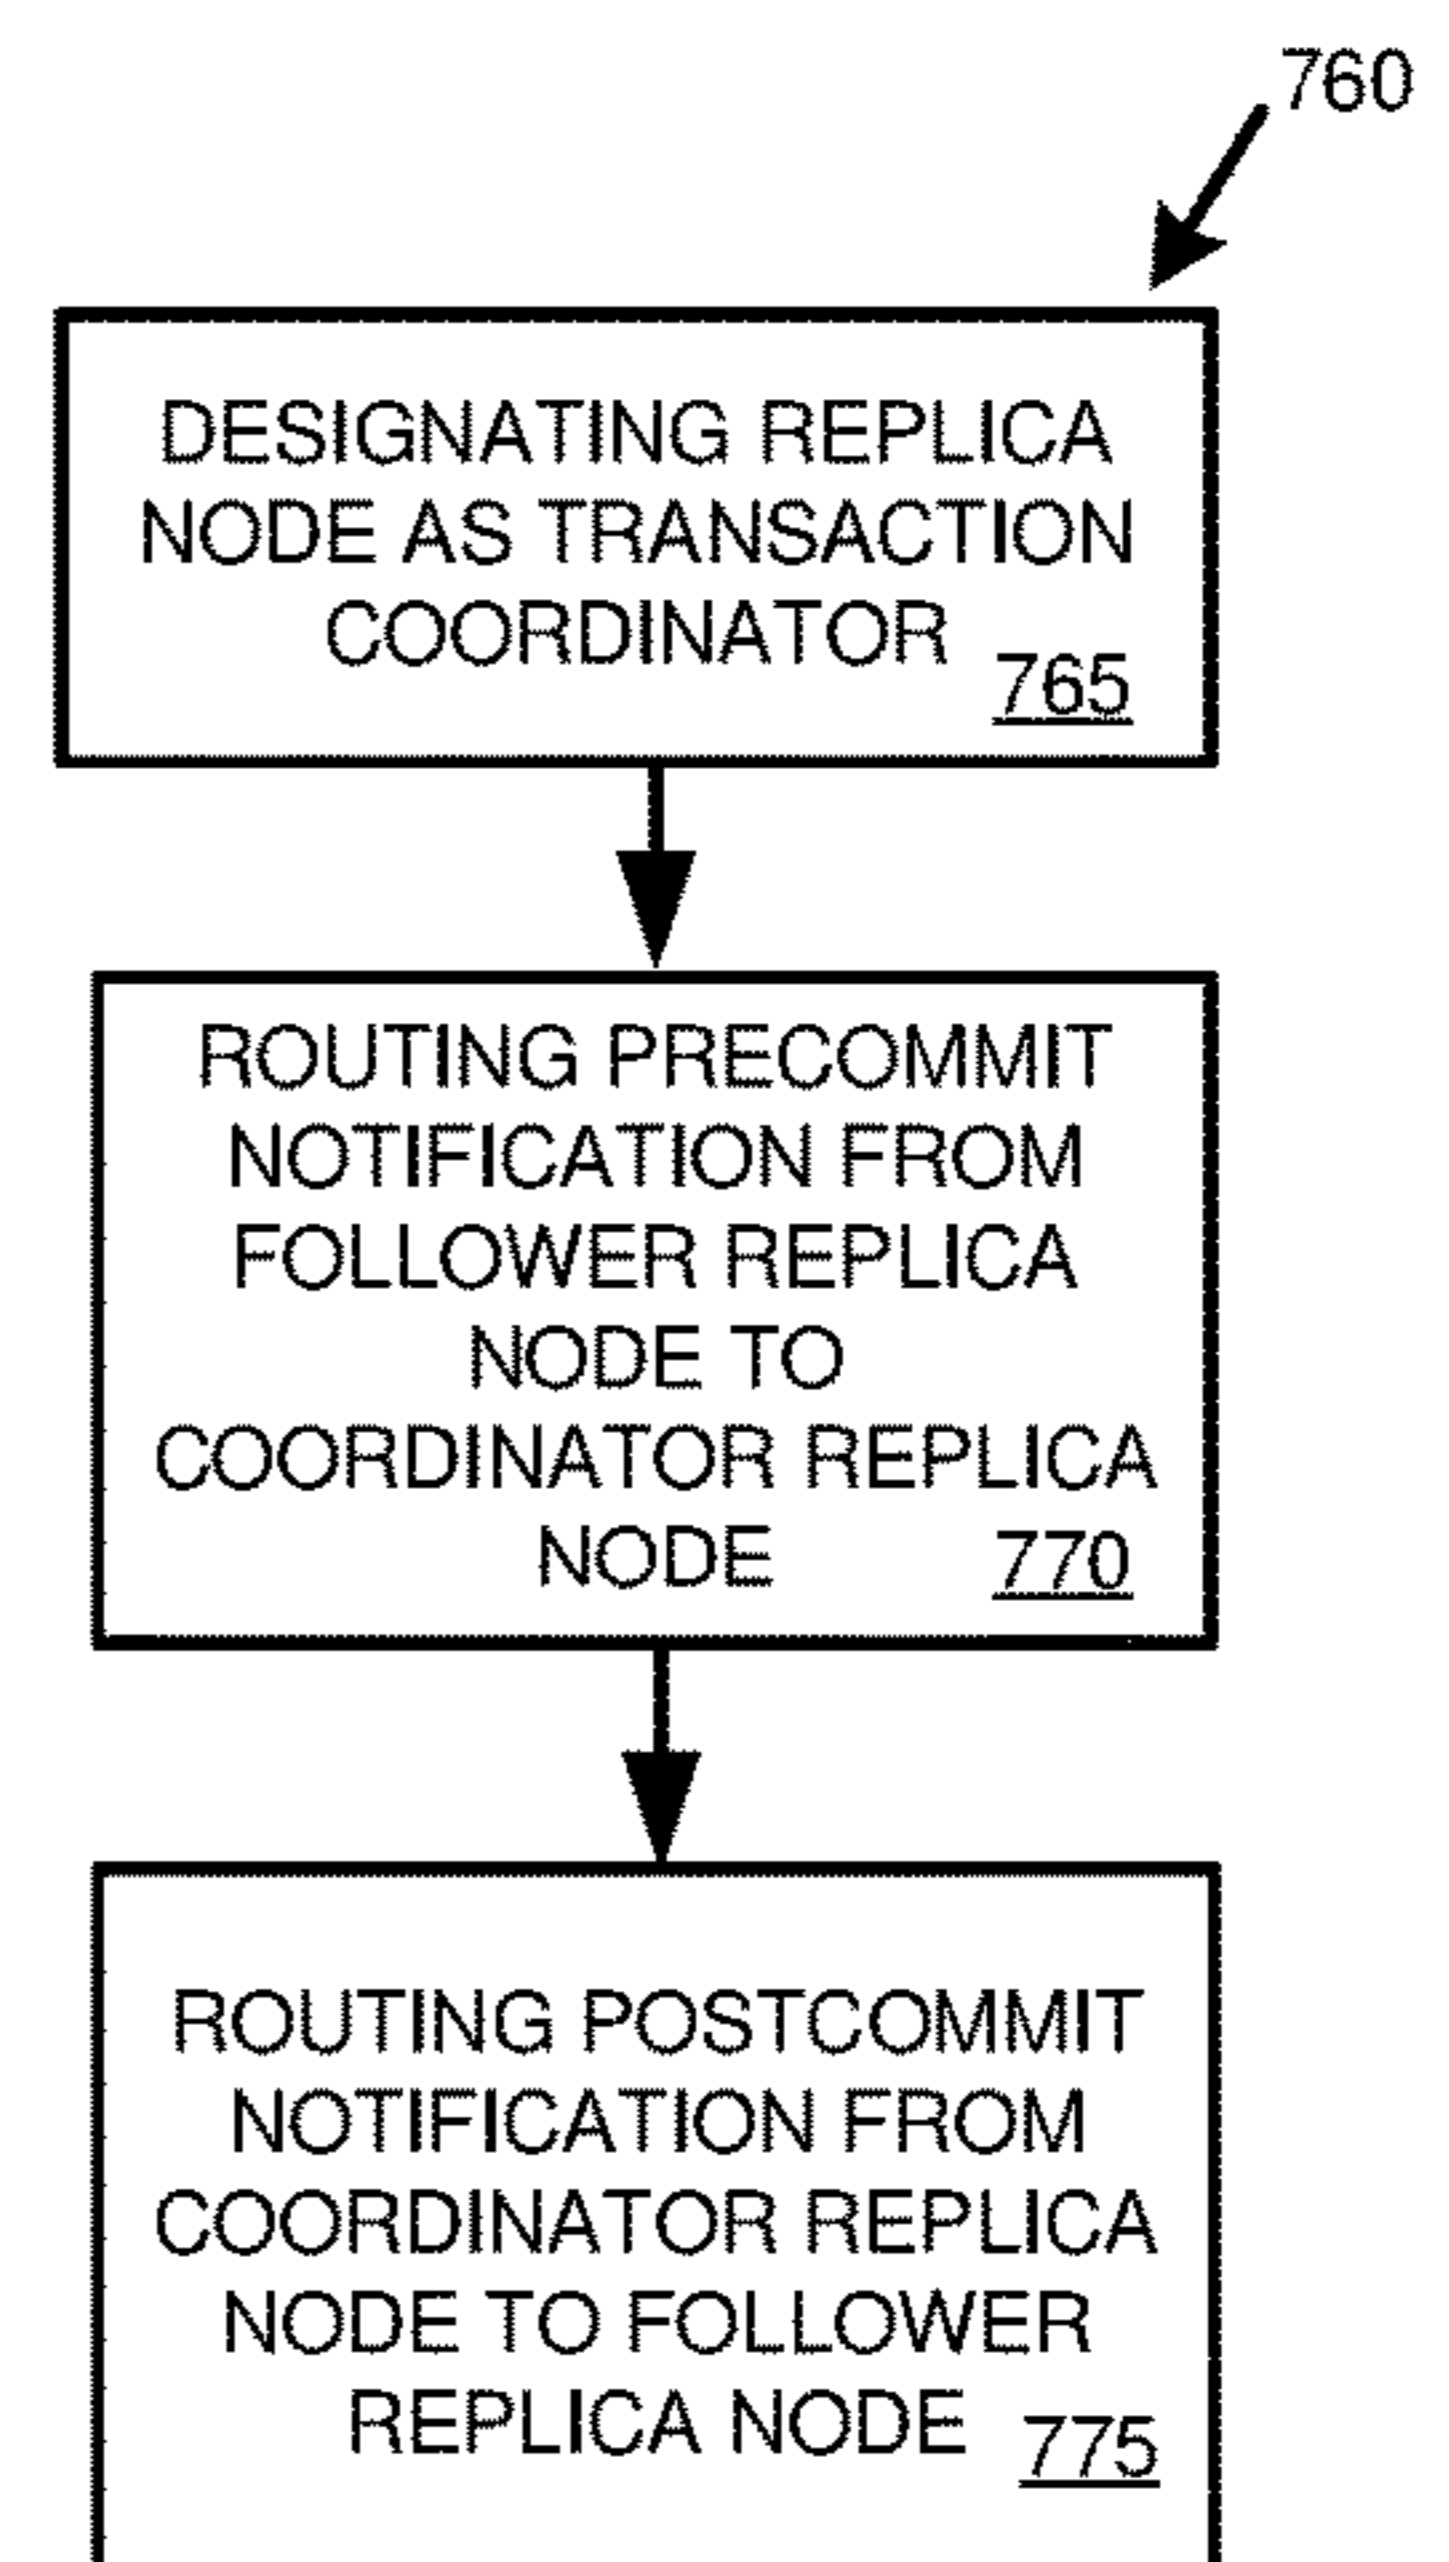 760
DESIGNATING REPLICA
NODE AS TRANSACTION
COORDINATOR
765
ROUTING PRECOMMIT
NOTIFICATION FROM
FOLLOWER REPLICA
NODE TO
COORDINATOR REPLICA
NODE
770
ROUTING POSTCOMMIT
NOTIFICATION FROM
COORDINATOR REPLICA
NODE TO FOLLOWER
REPLICA NODE
775